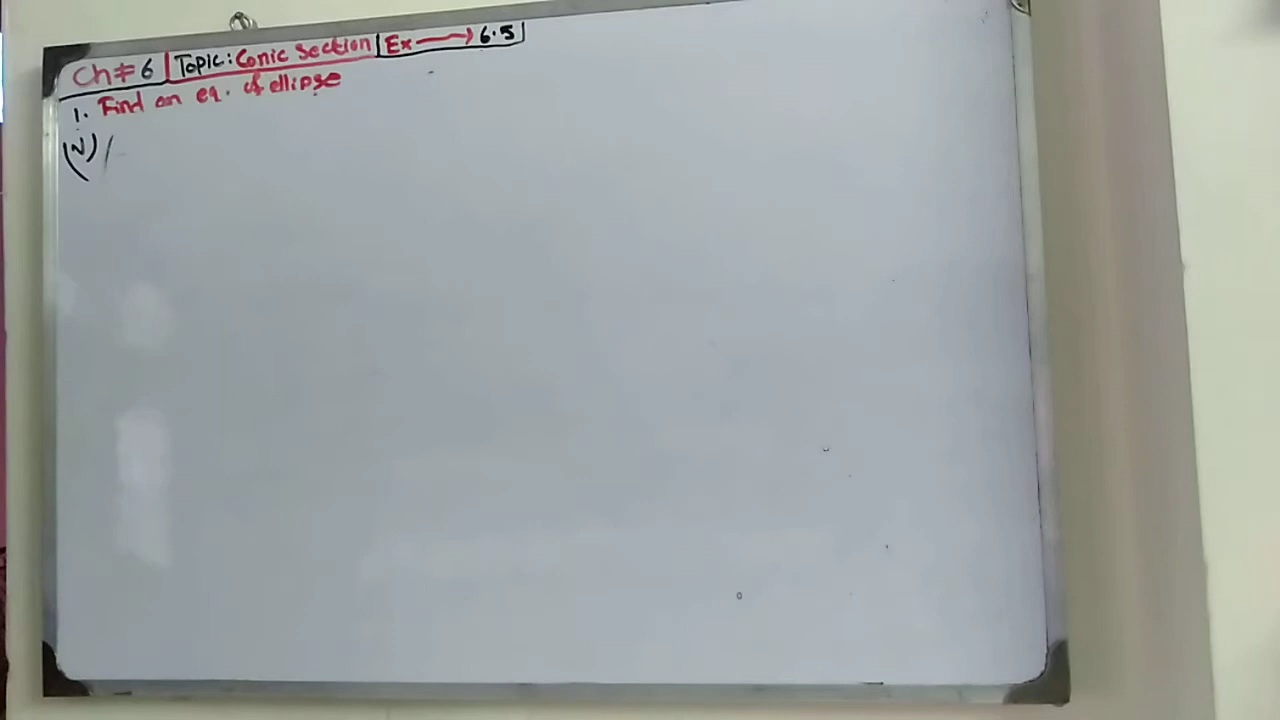 Ch # 6 | Topic: Conic Section | Ex → 6.5
1. Find an eq. of ellipse